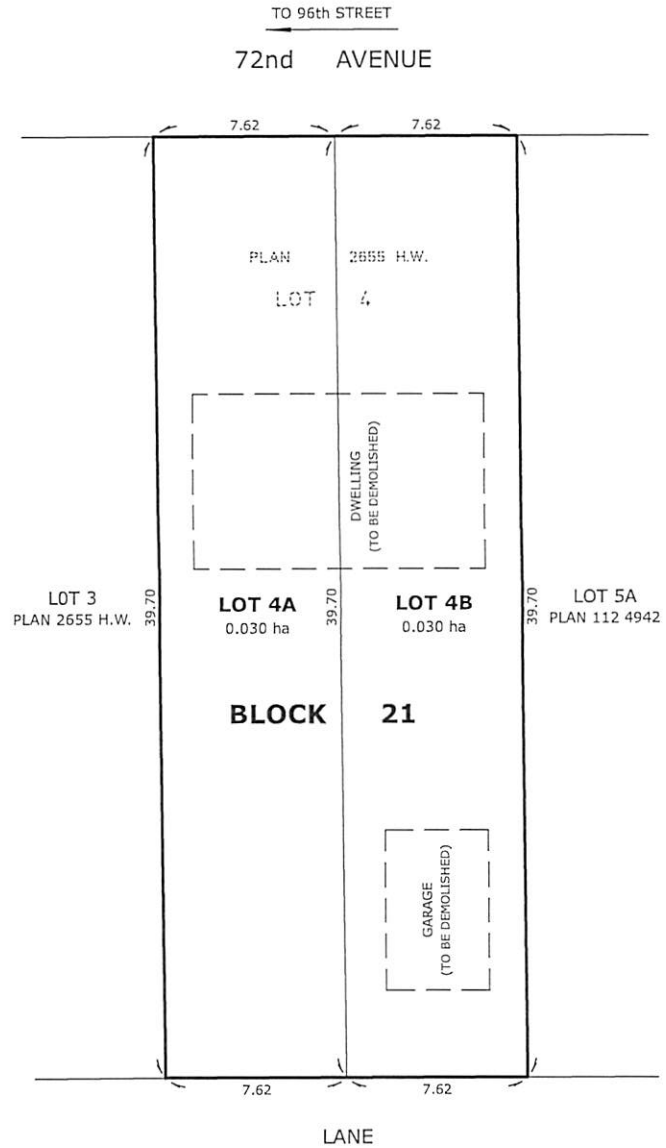 TO 96th STREET
72nd AVENUE
7.62 7.62
PLAN 2655 H.W.
LOT 4
DWELLING
(TO BE DEMOLISHED)
LOT 3
PLAN 2655 H.W.
39.70
LOT 4A
0.030 ha
39.70
LOT 4B
0.030 ha
39.70
LOT 5A
PLAN 112 4942
BLOCK 21
GARAGE
(TO BE DEMOLISHED)
7.62 7.62
LANE